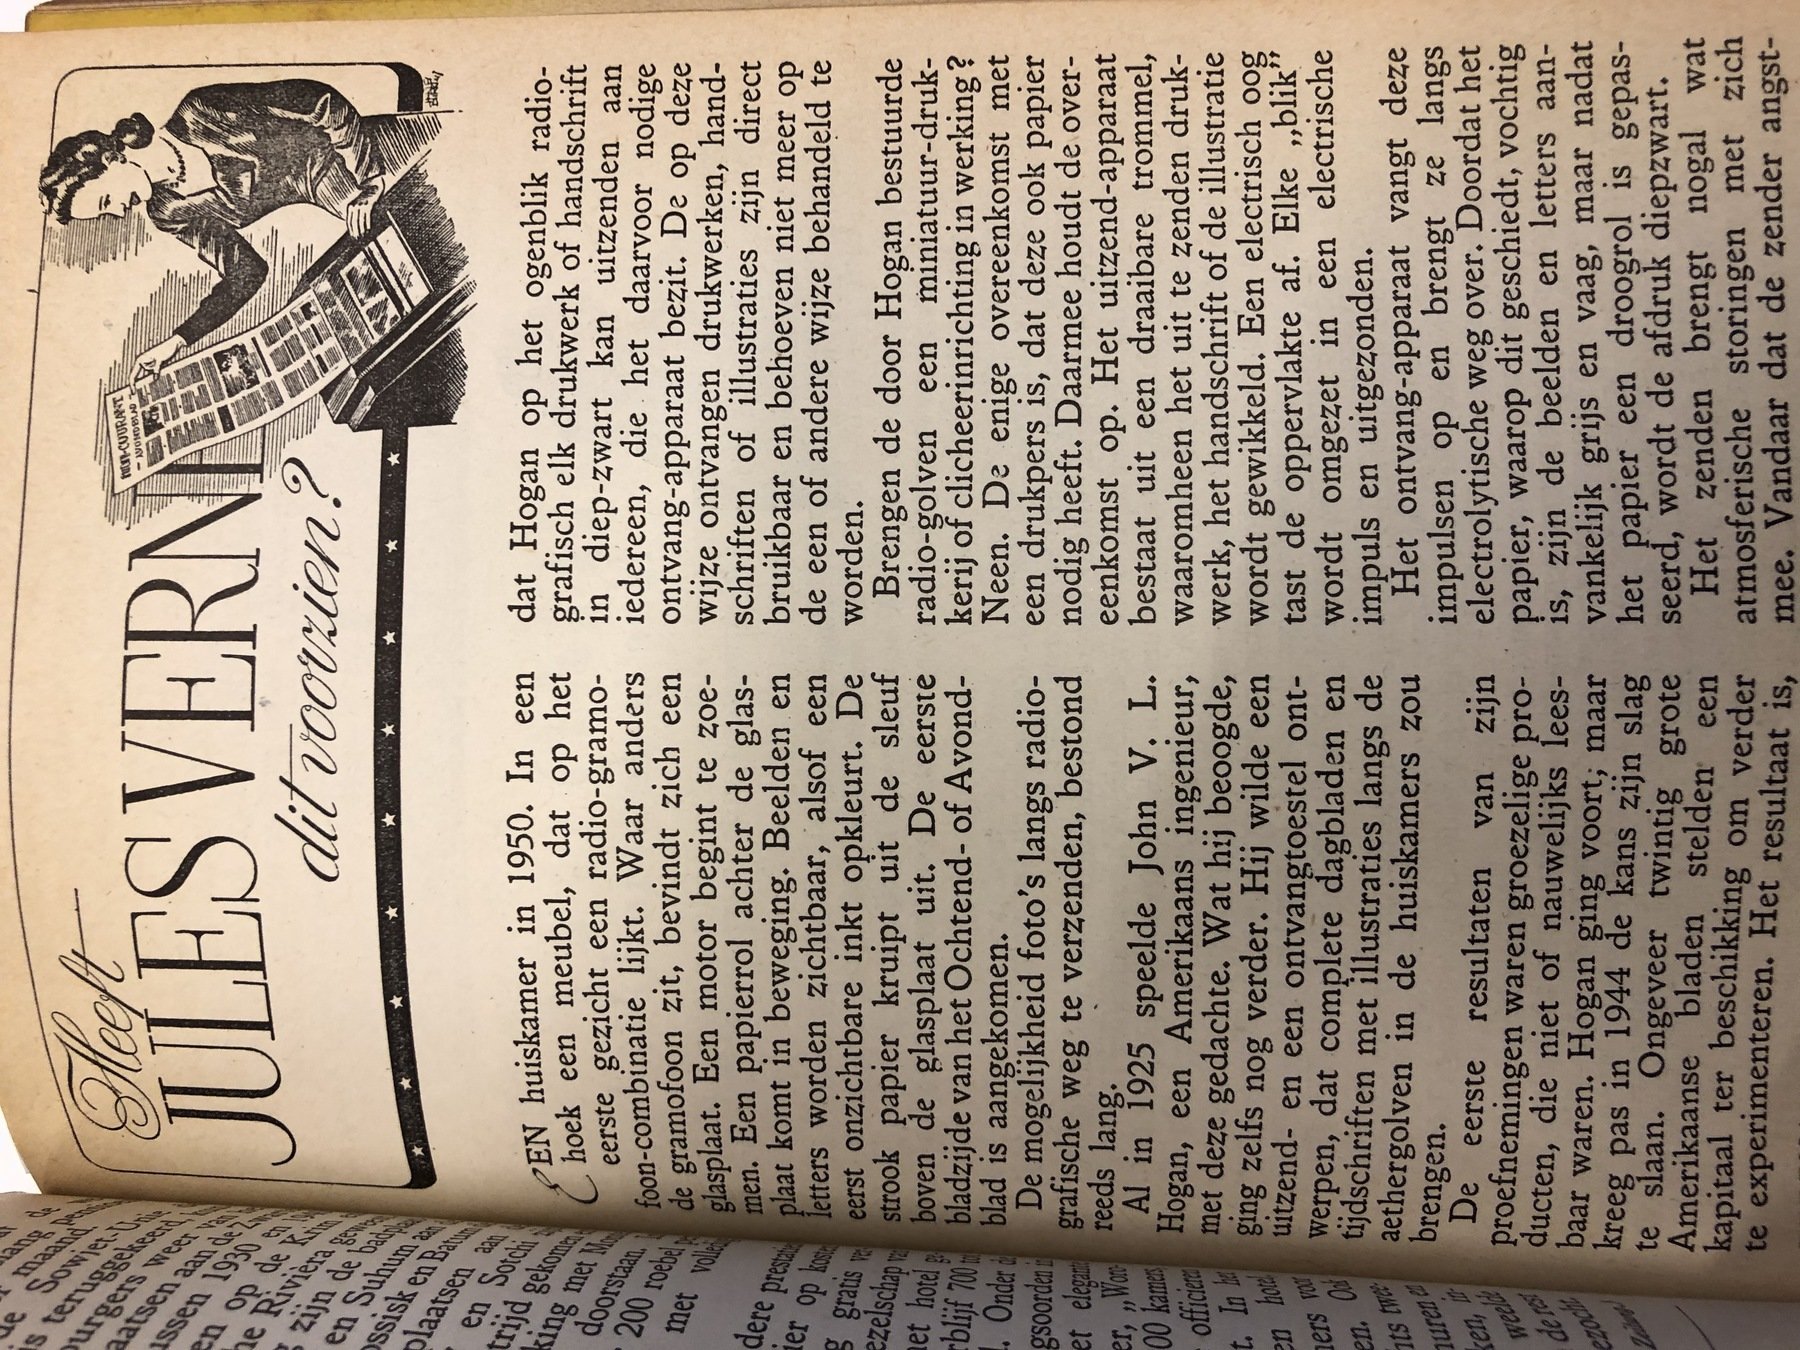 Heeft
JULES VERNE
dit voorzien?
EEN huiskamer in 1950. In een
hoek een meubel, dat op het
eerste gezicht een radio-gramo-
foon-combinatie lijkt. Waar anders
de gramofoon zit, bevindt zich een
glasplaat. Een motor begint te zoe-
men. Een papierrol achter de glas-
plaat komt in beweging. Beelden en
letters worden zichtbaar, alsof een
eerst onzichtbare inkt opkleurt. De
strook papier kruipt uit de sleuf
boven de glasplaat uit. De eerste
bladzijde van het Ochtend- of Avond-
blad is aangekomen.
De mogelijkheid foto's langs radio-
grafische weg te verzenden, bestond
reeds lang.
Al in 1925 speelde John V. L.
Hogan, een Amerikaans ingenieur,
met deze gedachte. Wat hij beoogde,
ging zelfs nog verder. Hij wilde een
uitzend- en een ontvangtoestel ont-
werpen, dat complete dagbladen en
tijdschriften met illustraties langs de
aethergolven in de huiskamers zou
brengen.
De eerste resultaten van zijn
proefnemingen waren groezelige pro-
ducten, die niet of nauwelijks lees-
baar waren. Hogan ging voort; maar
kreeg pas in 1944 de kans zijn slag
te slaan. Ongeveer twintig grote
Amerikaanse bladen stelden een
kapitaal ter beschikking om verder
te experimenteren. Het resultaat is,
dat Hogan op het ogenblik radio-
grafisch elk drukwerk of handschrift
in diep-zwart kan uitzenden aan
iedereen, die het daarvoor nodige
ontvang-apparaat bezit. De op deze
wijze ontvangen drukwerken, hand-
schriften of illustraties zijn direct
bruikbaar en behoeven niet meer op
de een of andere wijze behandeld te
worden.
Brengen de door Hogan bestuurde
radio-golven een miniatuur-druk-
kerij of clicheerinrichting in werking?
Neen. De enige overeenkomst met
een drukpers is, dat deze ook papier
nodig heeft. Daarmee houdt de over-
eenkomst op. Het uitzend-apparaat
bestaat uit een draaibare trommel,
waaromheen het uit te zenden druk-
werk, het handschrift of de illustratie
wordt gewikkeld. Een electrisch oog
tast de oppervlakte af. Elke „blik”
wordt omgezet in een electrische
impuls en uitgezonden.
Het ontvang-apparaat vangt deze
impulsen op en brengt ze langs
electrolytische weg over. Doordat het
papier, waarop dit geschiedt, vochtig
is, zijn de beelden en letters aan-
vankelijk grijs en vaag, maar nadat
het papier een droogrol is gepas-
seerd, wordt de afdruk diepzwart.
Het zenden brengt nogal wat
atmosferische storingen met zich
mee. Vandaar dat de zender angst-